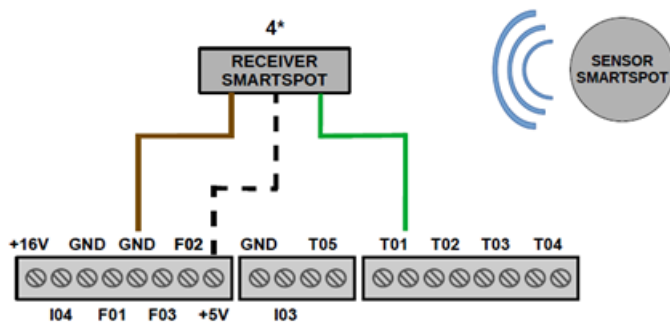 4*
RECEIVER
SMARTSPOT
SENSOR
SMARTSPOT
+16V GND GND F02 GND T05 T01 T02 T03 T04
I04 F01 F03 +5V I03